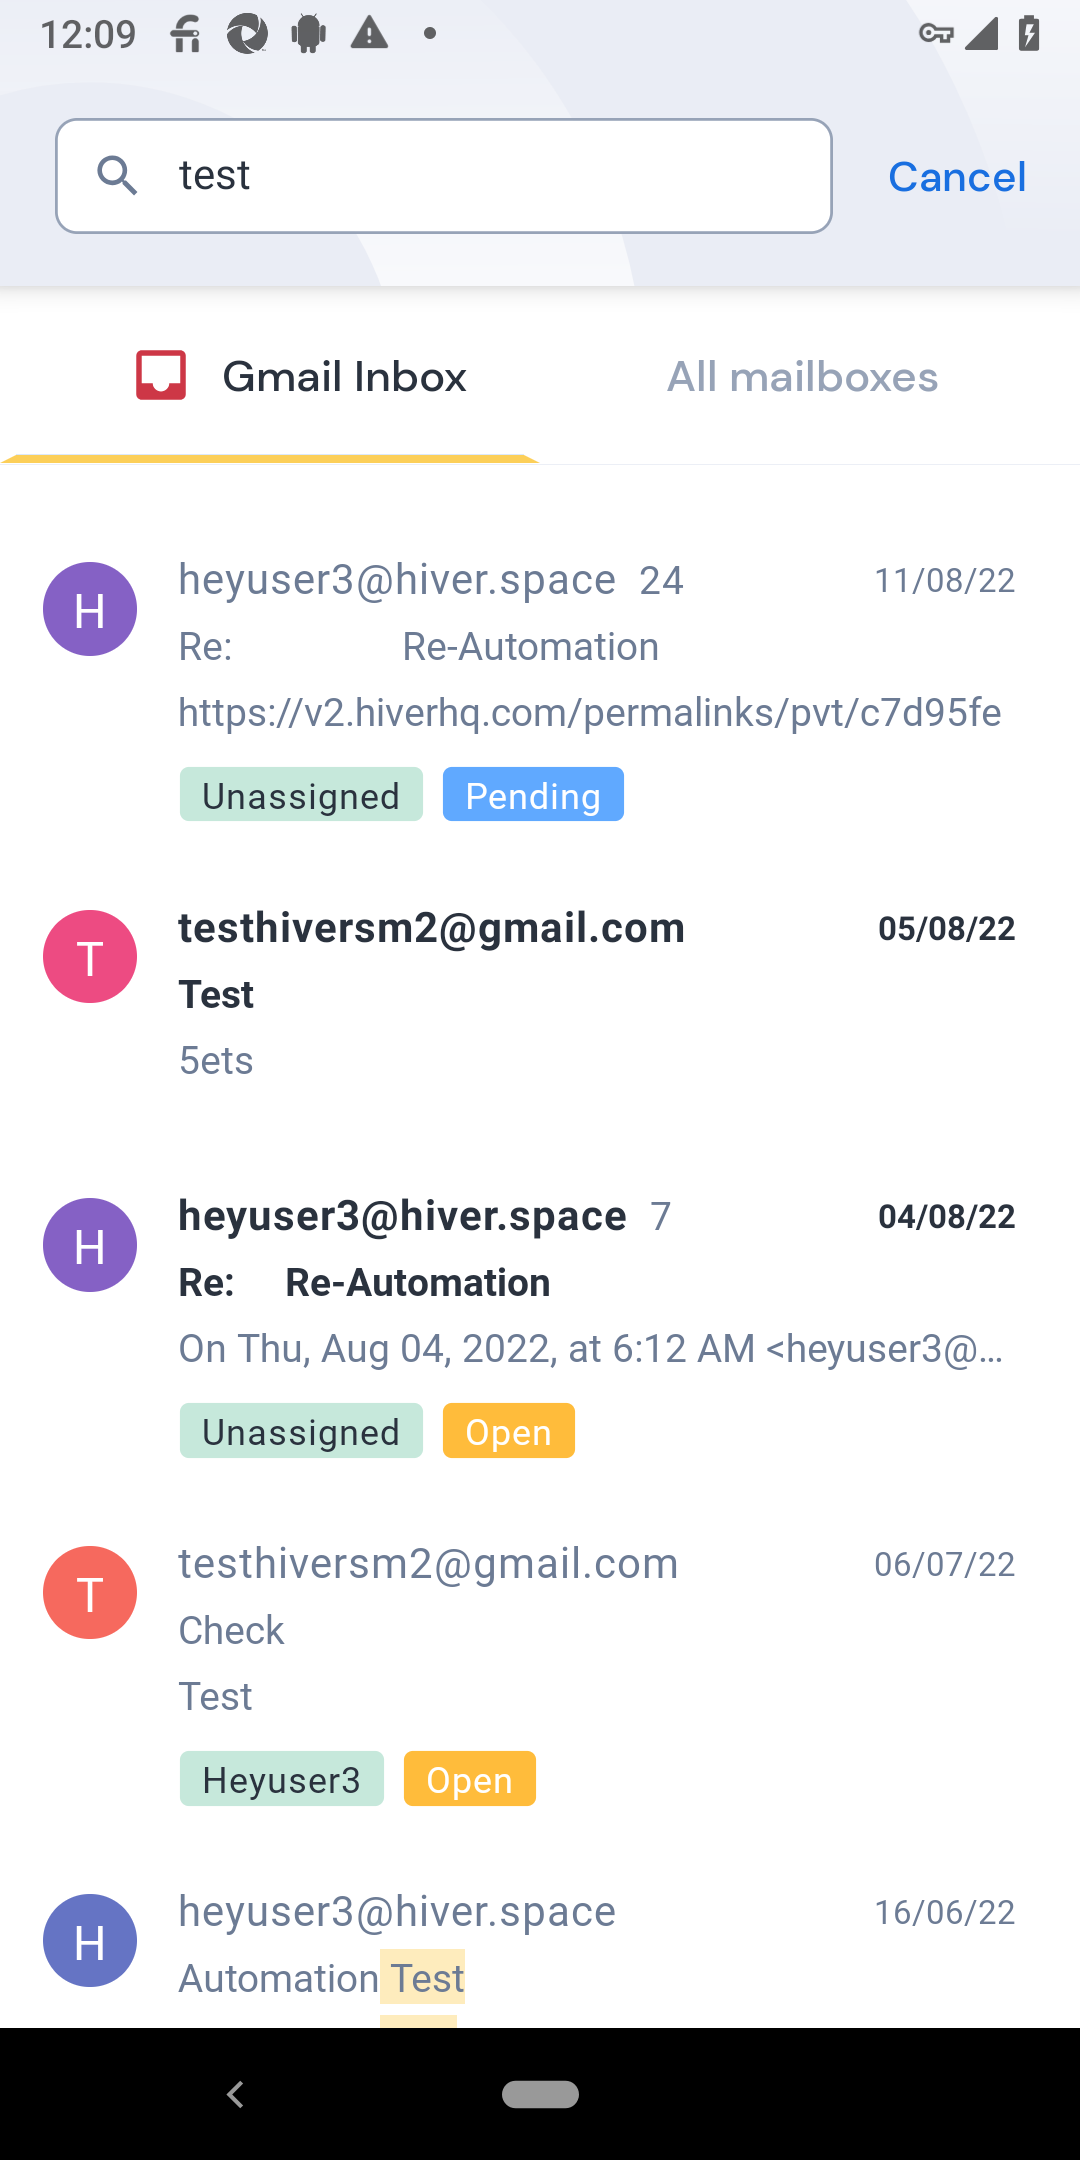 12:09
test
Cancel
Gmail Inbox
All mailboxes
H
heyuser3@hiver.space 24
11/08/22
Re: Re-Automation
https://v2.hiverhq.com/permalinks/pvt/c7d95fe
Unassigned Pending
T
testhiversm2@gmail.com
05/08/22
Test
5ets
H
heyuser3@hiver.space 7
04/08/22
Re: Re-Automation
On Thu, Aug 04, 2022, at 6:12 AM <heyuser3@...
Unassigned Open
T
testhiversm2@gmail.com
06/07/22
Check
Test
Heyuser3 Open
H
heyuser3@hiver.space
16/06/22
Automation Test